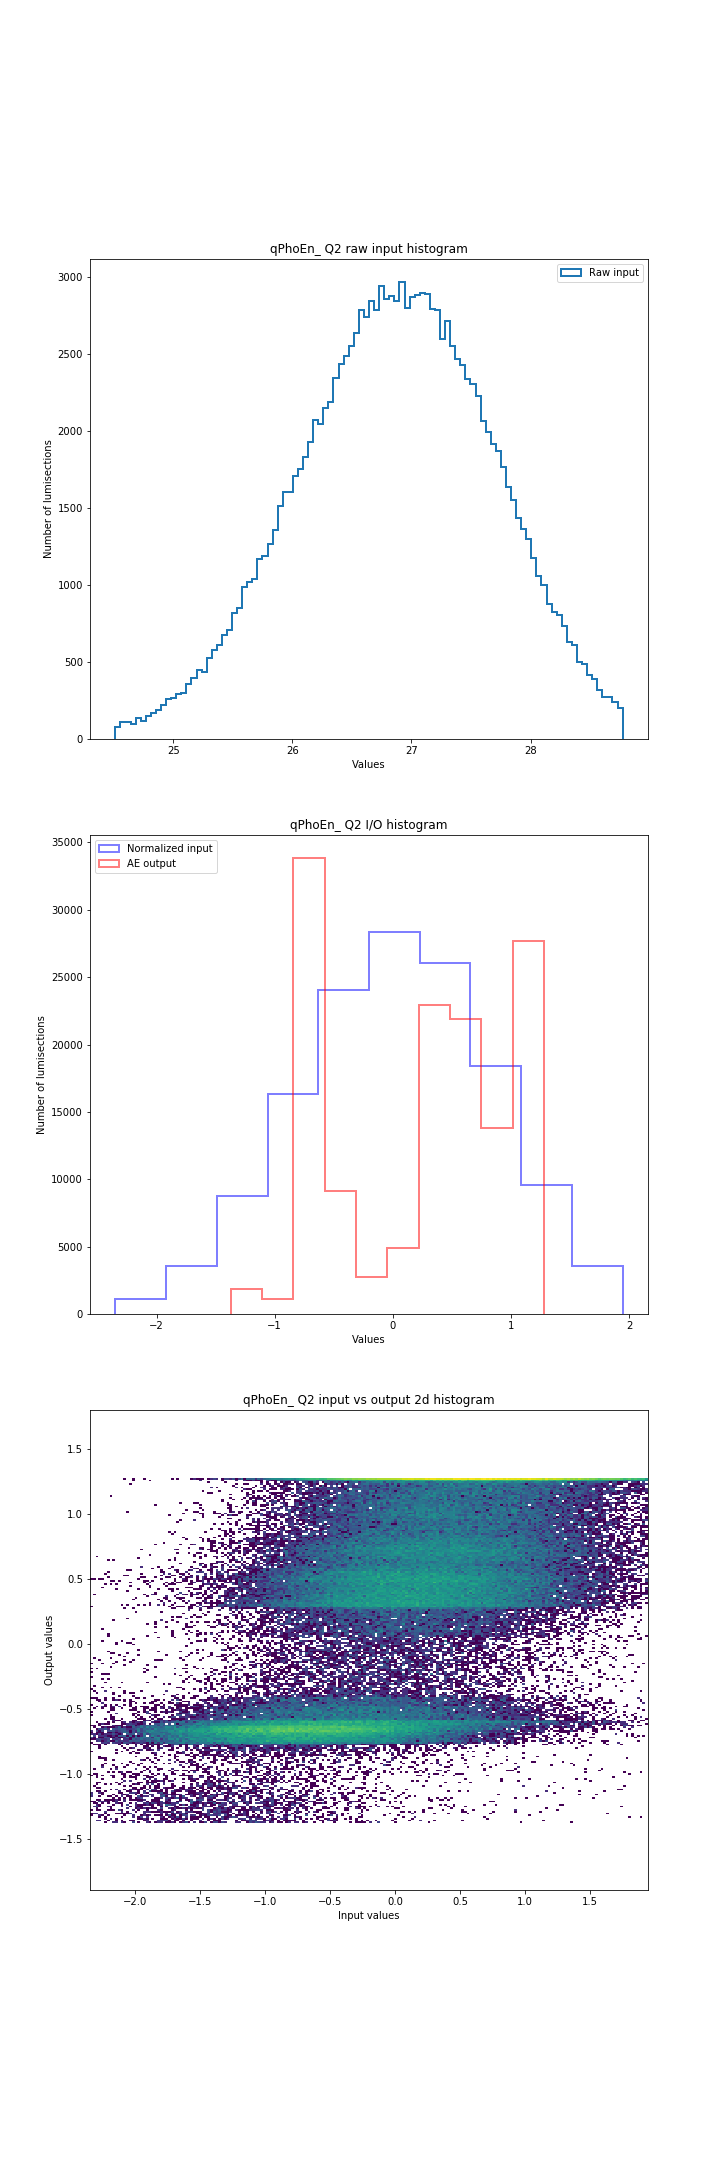 qPhoEn_ Q2 raw input histogram
Raw input
3000
2500
2000
1500
1000
500
0
Number of lumisections
25 26 27 28
Values
qPhoEn_ Q2 I/O histogram
Normalized input
AE output
35000
30000
25000
20000
15000
10000
5000
0
Number of lumisections
−2 −1 0 1 2
Values
qPhoEn_ Q2 input vs output 2d histogram
1.5
1.0
0.5
0.0
−0.5
−1.0
−1.5
Output values
−2.0 −1.5 −1.0 −0.5 0.0 0.5 1.0 1.5
Input values